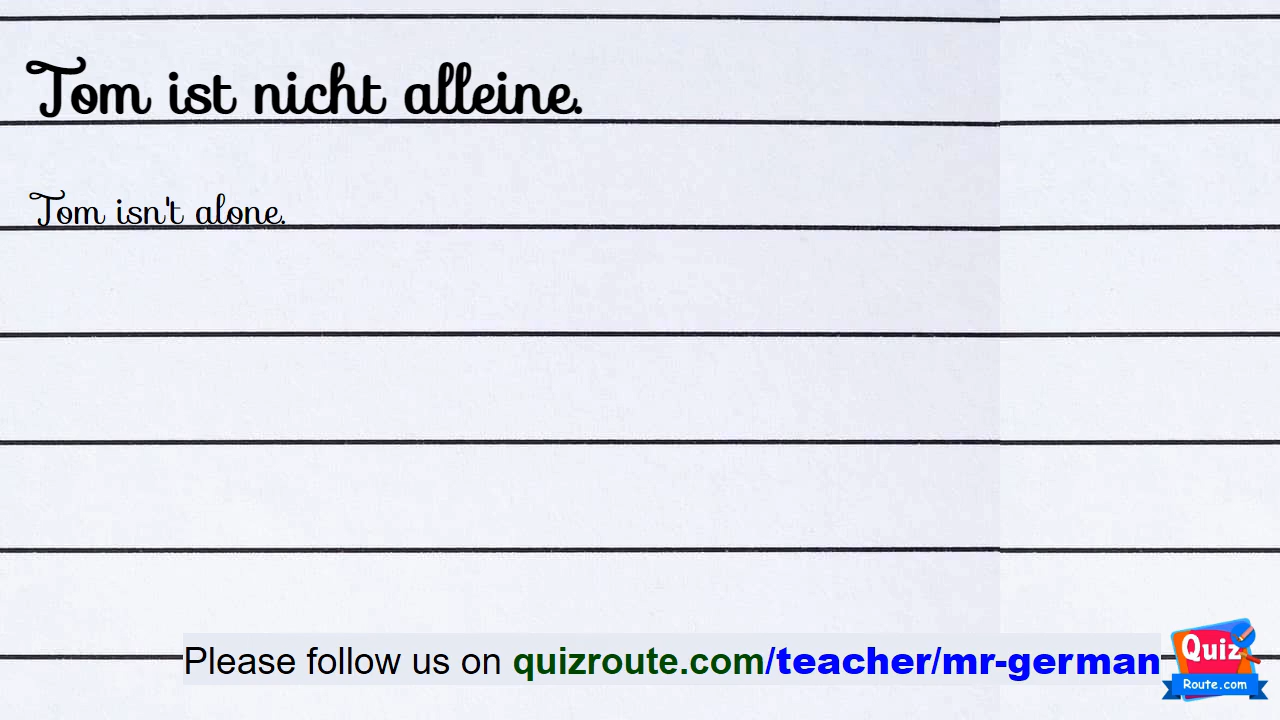 Tom ist nicht alleine.
Tom isn't alone.
Please follow us on quizroute.com/teacher/mr-german
Quiz
Route.com